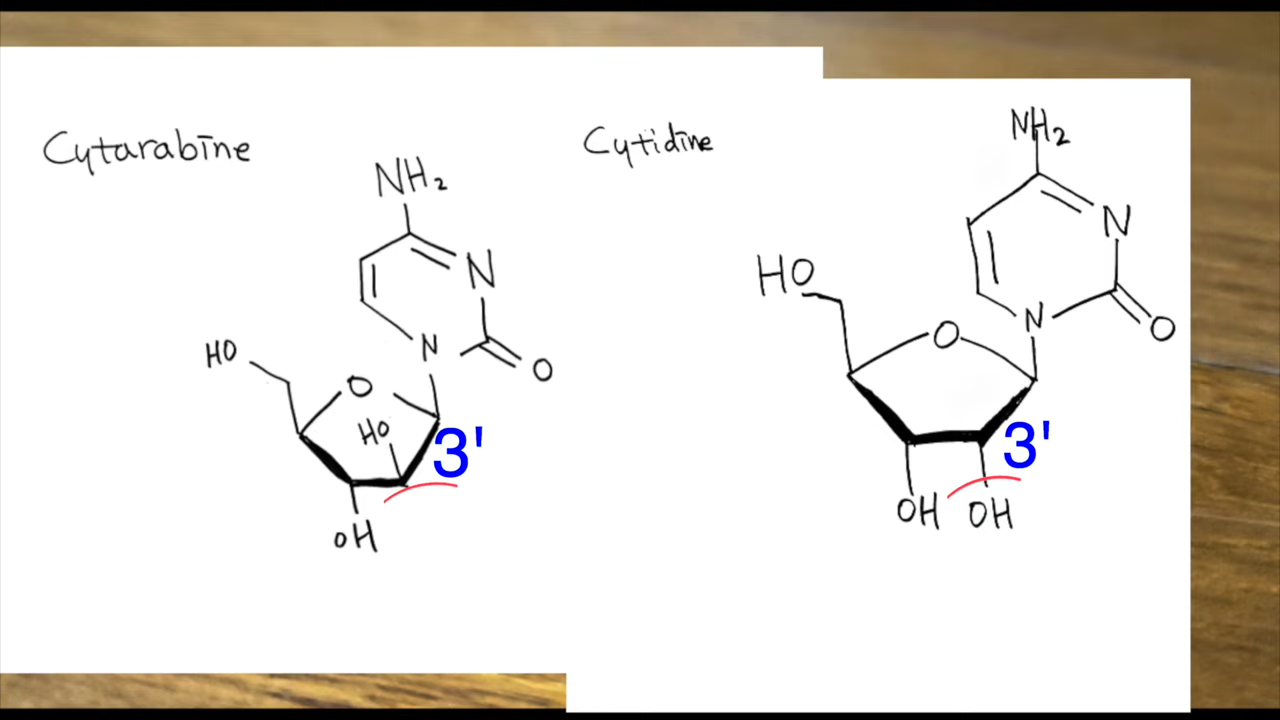 Cytarabine
NH₂
N
N
O
HO
O
HO
3'
OH
Cytidine
NH₂
N
N
O
HO
O
3'
OH
OH